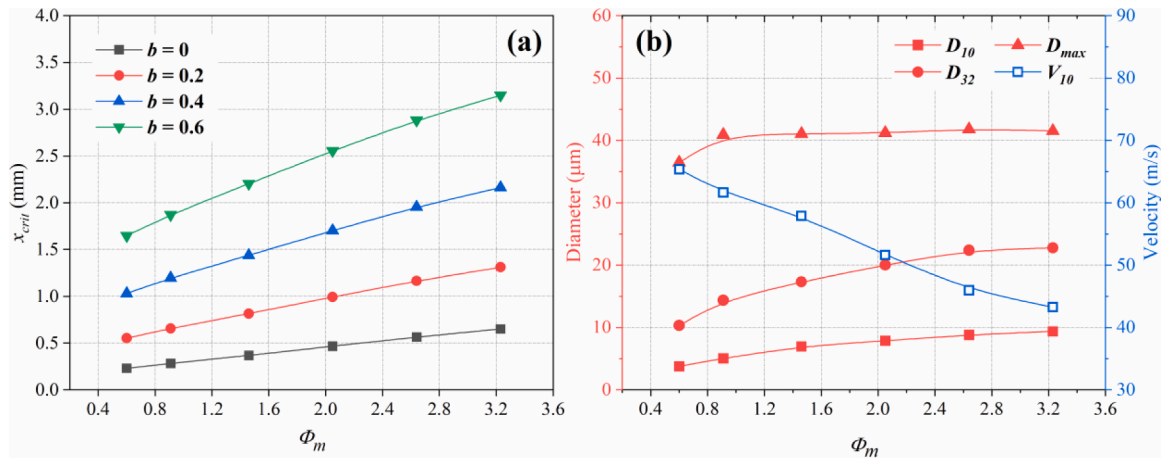 (a)
b = 0
b = 0.2
b = 0.4
b = 0.6
4.0
3.5
3.0
2.5
2.0
1.5
1.0
0.5
0.0
x_crit (mm)
0.4 0.8 1.2 1.6 2.0 2.4 2.8 3.2 3.6
Φ_m
(b)
D_10 D_max
D_32 V_10
60
50
40
30
20
10
0
Diameter (μm)
90
80
70
60
50
40
30
Velocity (m/s)
0.4 0.8 1.2 1.6 2.0 2.4 2.8 3.2 3.6
Φ_m